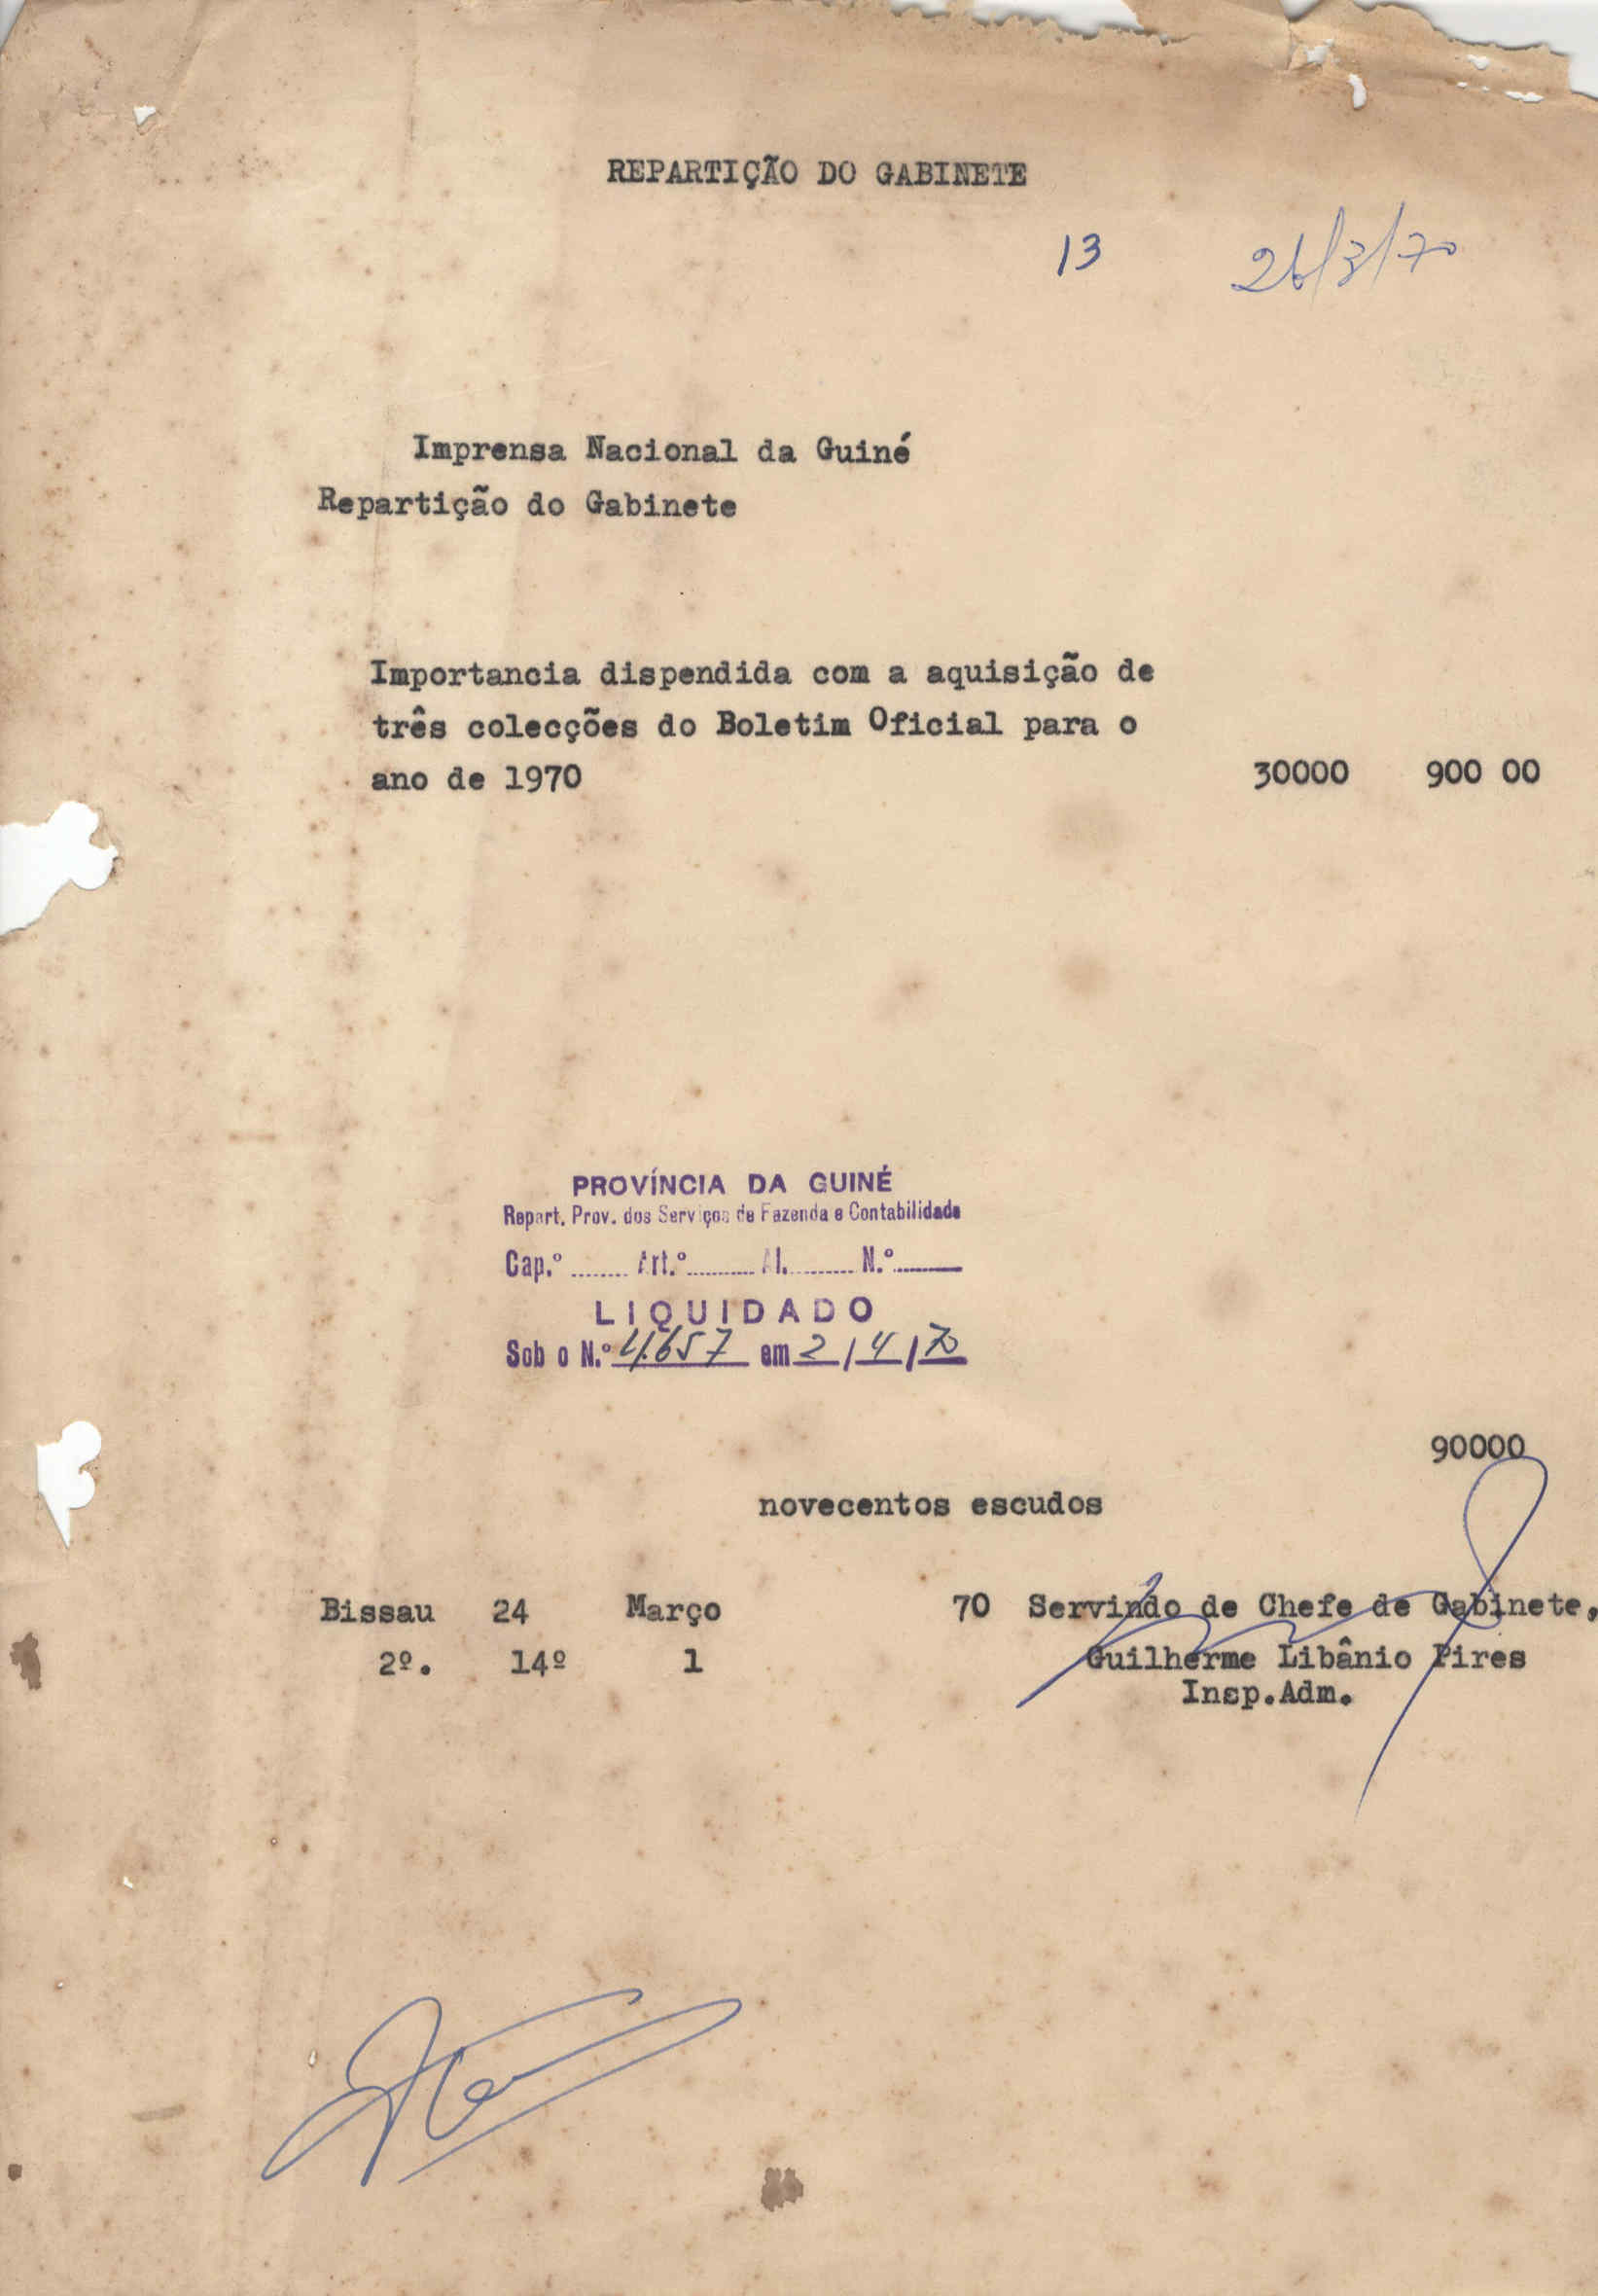 REPARTIÇÃO DO GABINETE
13 26/3/70
Imprensa Nacional da Guiné
Repartição do Gabinete
Importancia dispendida com a aquisição de
três colecções do Boletim Oficial para o
ano de 1970 30000 900 00
PROVÍNCIA DA GUINÉ
Repart. Prov. dos Serviços de Fazenda e Contabilidade
Cap.º ........ Art.º ........ Al. ........ N.º ........
LIQUIDADO
Sob o N.º 4.657 em 2/4/70
90000
novecentos escudos
Bissau 24 Março 70 Servindo de Chefe de Gabinete,
2º. 14º 1 Guilherme Libânio Pires
Insp.Adm.